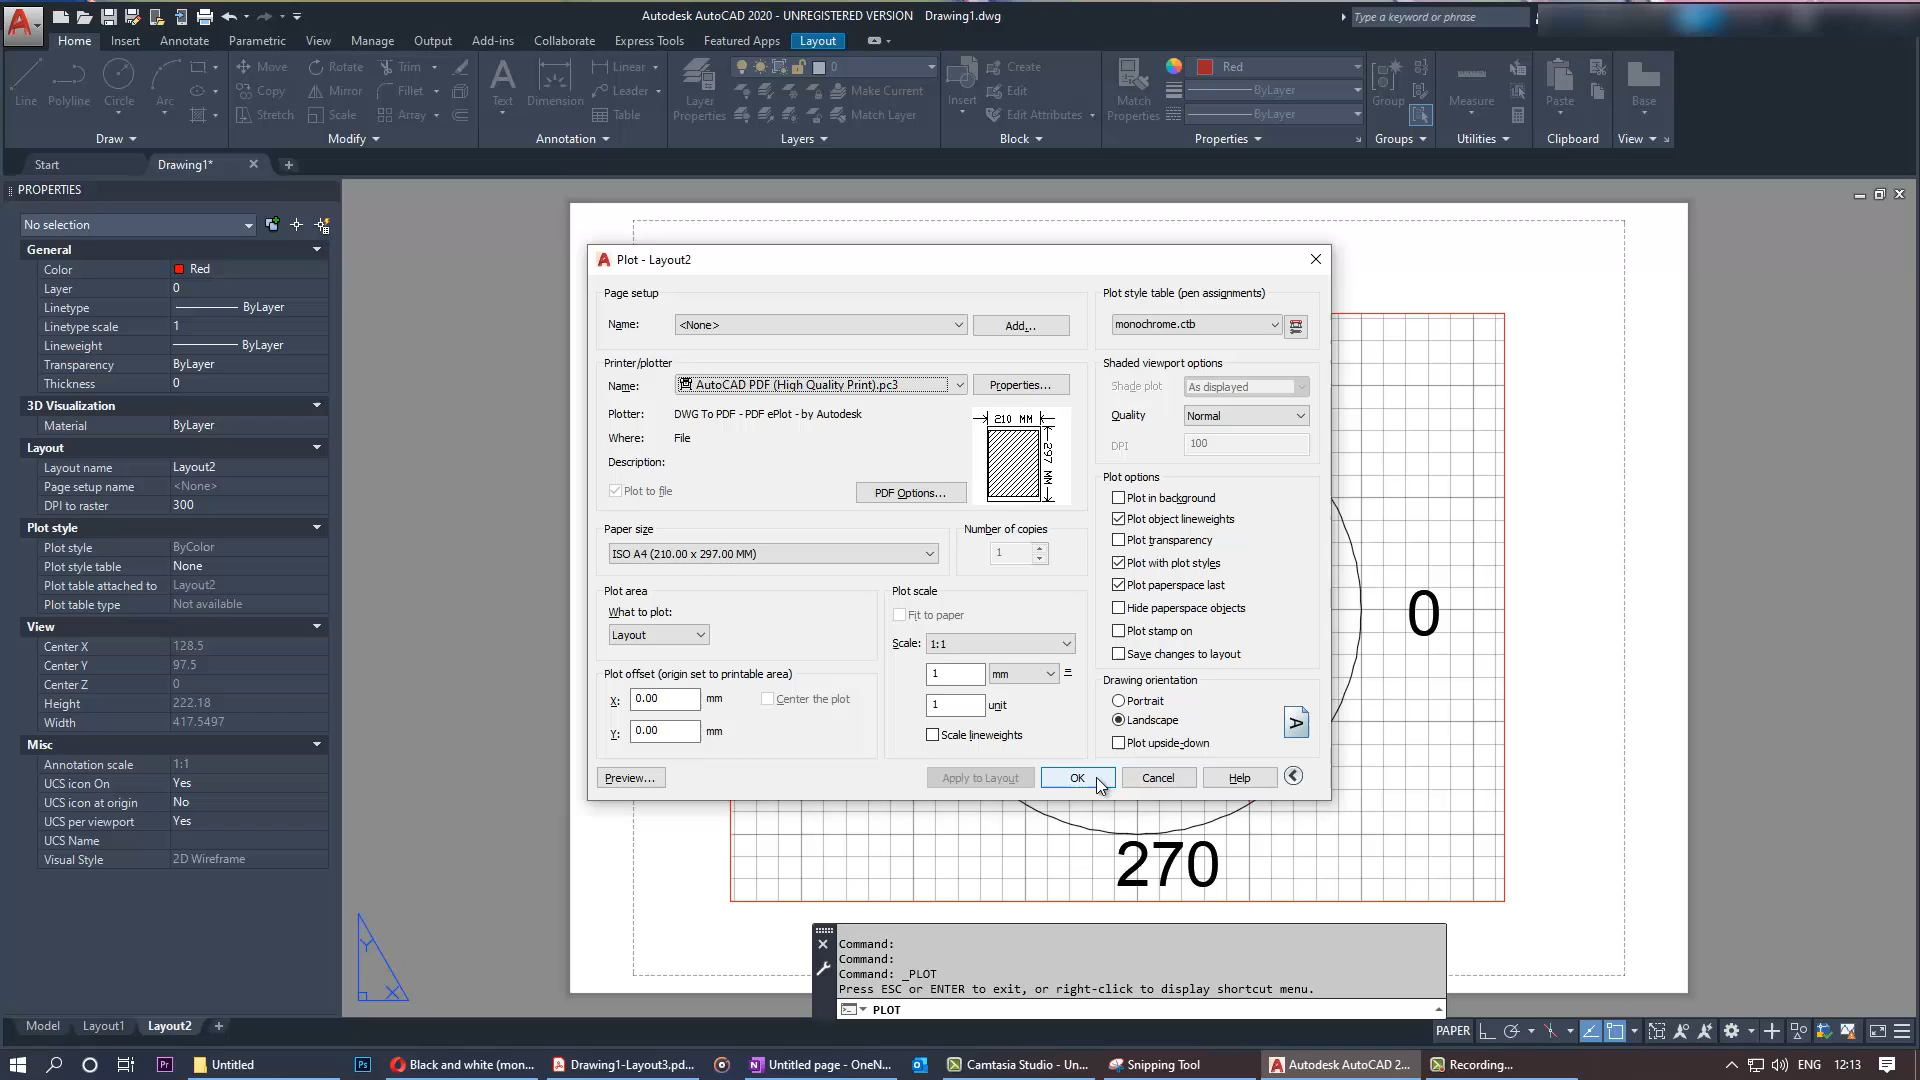 Autodesk AutoCAD 2020 - UNREGISTERED VERSION Drawing1.dwg
Type a keyword or phrase
Home Insert Annotate Parametric View Manage Output Add-ins Collaborate Express Tools Featured Apps Layout
Line Polyline Circle Arc
Draw
Move Rotate Trim
Copy Mirror Fillet
Stretch Scale Array
Modify
Text Dimension
Linear
Leader
Table
Annotation
Layer Properties
0
Make Current
Match Layer
Layers
Insert
Create
Edit
Edit Attributes
Block
Match Properties
Red
ByLayer
ByLayer
Properties
Group
Groups
Measure
Utilities
Paste
Clipboard
Base
View
Start
Drawing1*
PROPERTIES
No selection
General
Color Red
Layer 0
Linetype ByLayer
Linetype scale 1
Lineweight ByLayer
Transparency ByLayer
Thickness 0
3D Visualization
Material ByLayer
Layout
Layout name Layout2
Page setup name <None>
DPI to raster 300
Plot style
Plot style ByColor
Plot style table None
Plot table attached to Layout2
Plot table type Not available
View
Center X 128.5
Center Y 97.5
Center Z 0
Height 222.18
Width 417.5497
Misc
Annotation scale 1:1
UCS icon On Yes
UCS icon at origin No
UCS per viewport Yes
UCS Name
Visual Style 2D Wireframe
Plot - Layout2
Page setup
Name: <None> Add...
Printer/plotter
Name: AutoCAD PDF (High Quality Print).pc3 Properties...
Plotter: DWG To PDF - PDF ePlot - by Autodesk
Where: File
Description:
Plot to file
PDF Options...
210 MM
297 MM
Paper size
ISO A4 (210.00 x 297.00 MM)
Number of copies
1
Plot area
What to plot:
Layout
Plot offset (origin set to printable area)
X: 0.00 mm Center the plot
Y: 0.00 mm
Plot scale
Fit to paper
Scale: 1:1
1 mm =
1 unit
Scale lineweights
Plot style table (pen assignments)
monochrome.ctb
Shaded viewport options
Shade plot As displayed
Quality Normal
DPI 100
Plot options
Plot in background
Plot object lineweights
Plot transparency
Plot with plot styles
Plot paperspace last
Hide paperspace objects
Plot stamp on
Save changes to layout
Drawing orientation
Portrait
Landscape
Plot upside-down
A
Preview... Apply to Layout OK Cancel Help
0
270
Y
X
Command:
Command:
Command: _PLOT
Press ESC or ENTER to exit, or right-click to display shortcut menu.
PLOT
Model Layout1 Layout2 +
PAPER
Pr
Untitled
Ps
Black and white (mon...
Drawing1-Layout3.pd...
Untitled page - OneN...
Camtasia Studio - Un...
Snipping Tool
Autodesk AutoCAD 2...
Recording...
ENG 12:13